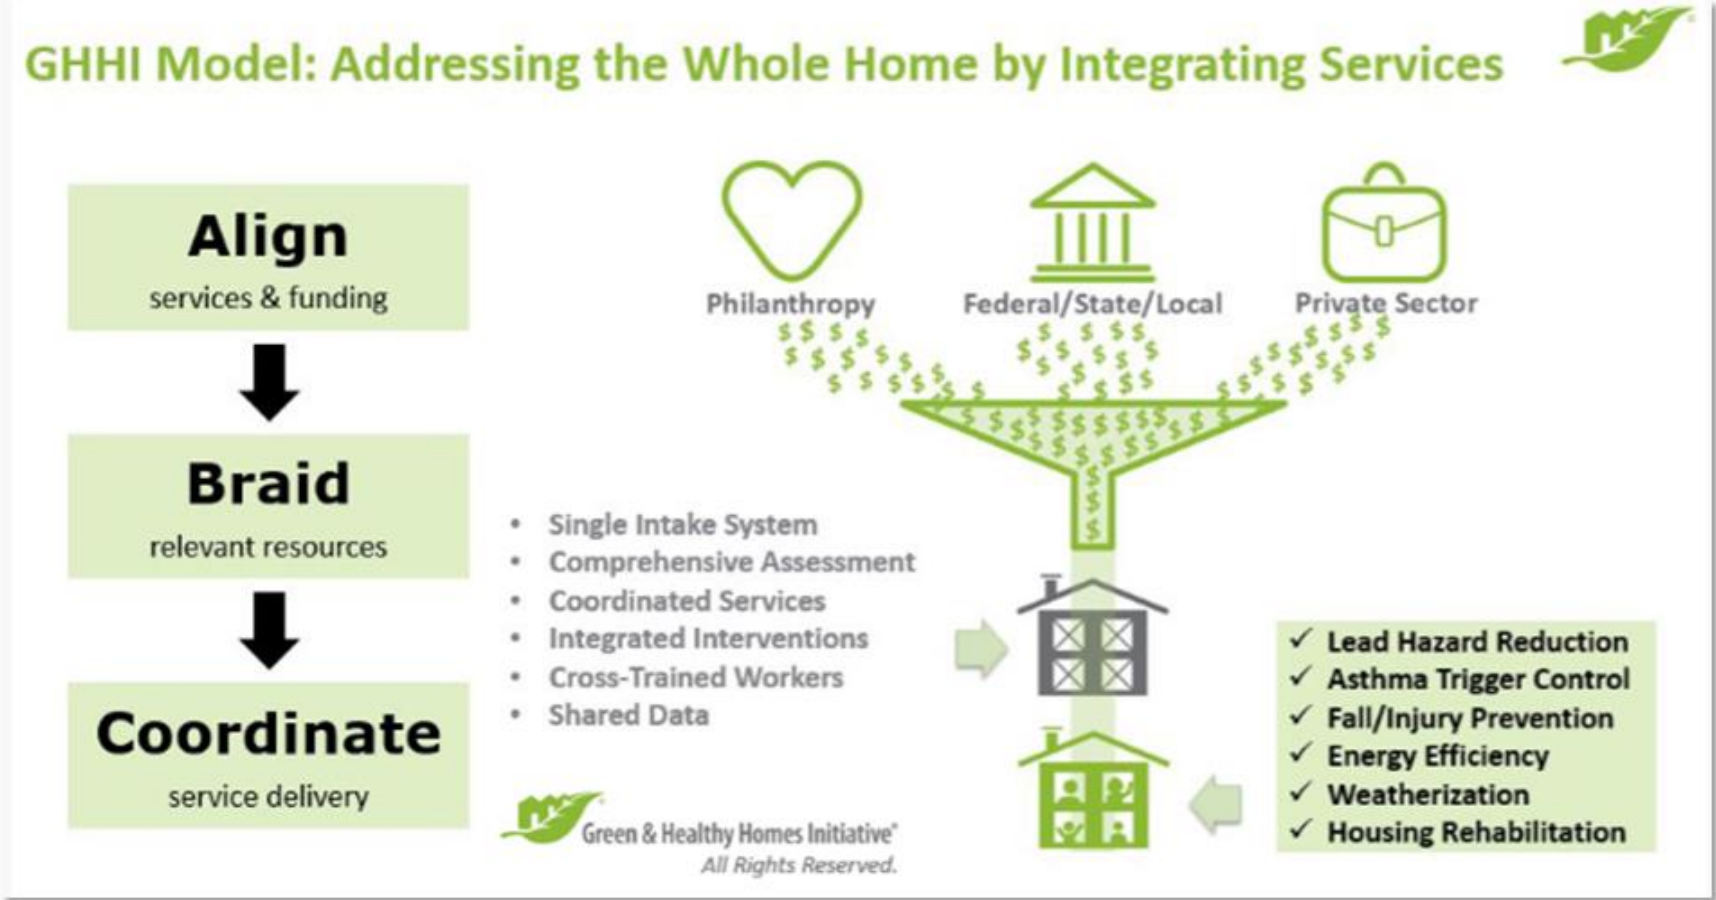 GHHI Model: Addressing the Whole Home by Integrating Services
Align
services & funding
Braid
relevant resources
Coordinate
service delivery
Philanthropy
Federal/State/Local
Private Sector
• Single Intake System
• Comprehensive Assessment
• Coordinated Services
• Integrated Interventions
• Cross-Trained Workers
• Shared Data
✓ Lead Hazard Reduction
✓ Asthma Trigger Control
✓ Fall/Injury Prevention
✓ Energy Efficiency
✓ Weatherization
✓ Housing Rehabilitation
Green & Healthy Homes Initiative®
All Rights Reserved.